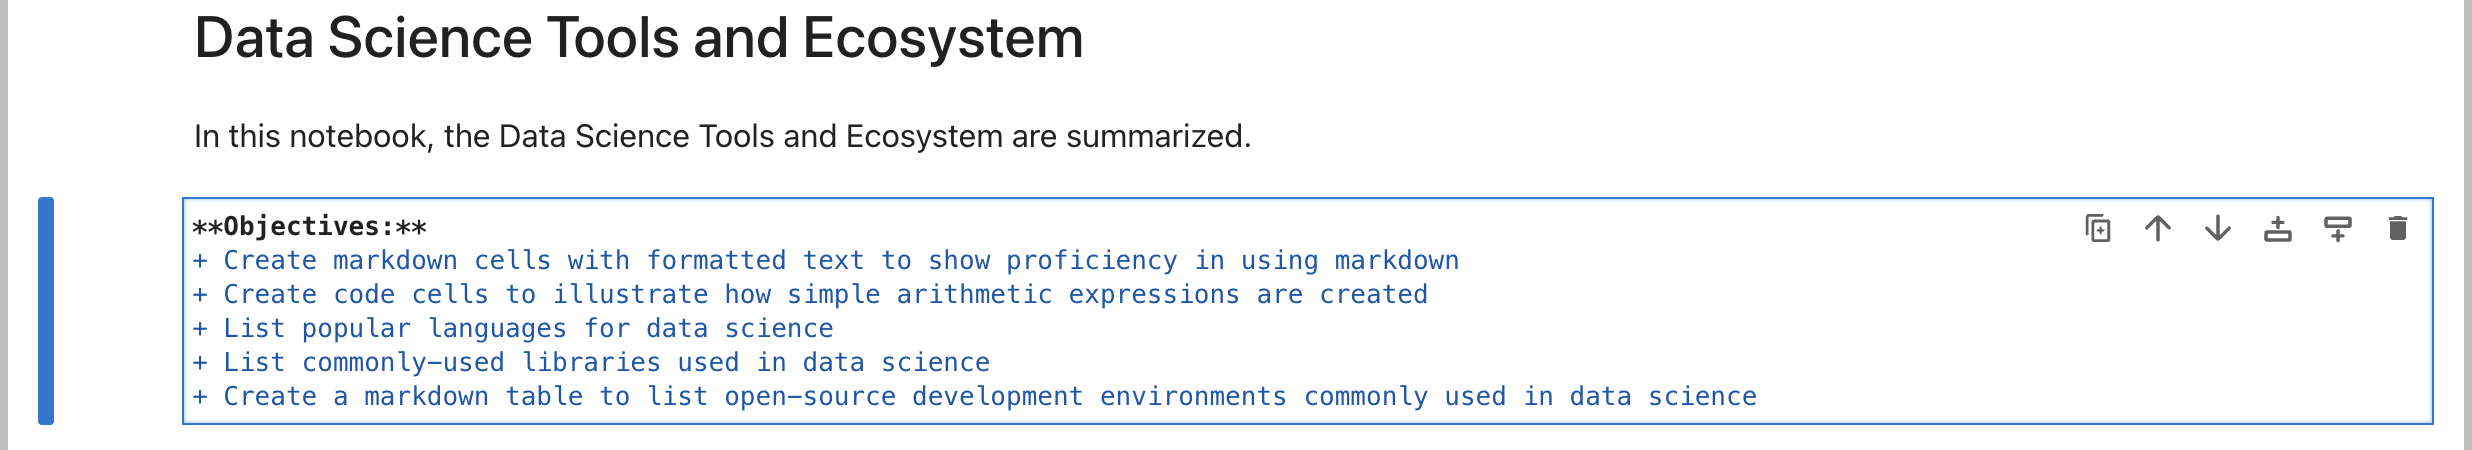 Data Science Tools and Ecosystem
In this notebook, the Data Science Tools and Ecosystem are summarized.
**Objectives:**
+ Create markdown cells with formatted text to show proficiency in using markdown
+ Create code cells to illustrate how simple arithmetic expressions are created
+ List popular languages for data science
+ List commonly-used libraries used in data science
+ Create a markdown table to list open-source development environments commonly used in data science